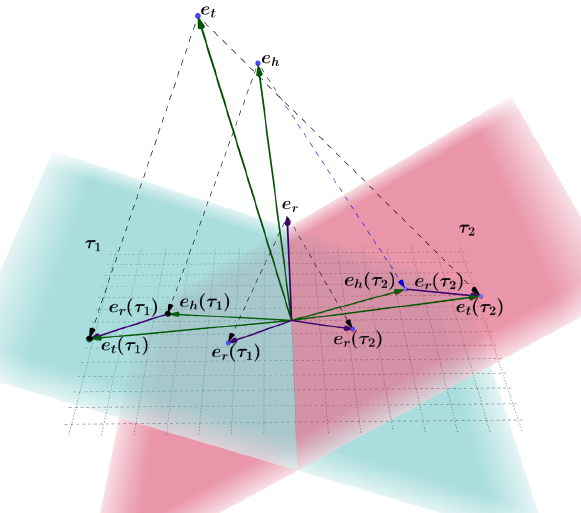 e_t
e_h
e_r
τ_1
τ_2
e_h(τ_2)
e_r(τ_2)
e_r(τ_1)
e_h(τ_1)
e_t(τ_2)
e_t(τ_1)
e_r(τ_1)
e_r(τ_2)